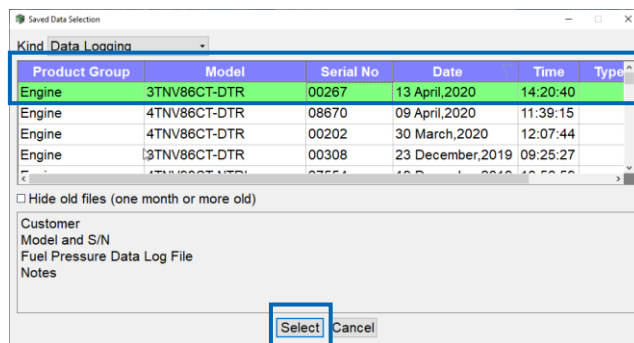 Saved Data Selection
Kind Data Logging
Product Group Model Serial No Date Time Type
Engine 3TNV86CT-DTR 00267 13 April,2020 14:20:40
Engine 4TNV86CT-DTR 08670 09 April,2020 11:39:15
Engine 4TNV86CT-DTR 00202 30 March,2020 12:07:44
Engine 3TNV86CT-DTR 00308 23 December,2019 09:25:27
Hide old files (one month or more old)
Customer
Model and S/N
Fuel Pressure Data Log File
Notes
Select Cancel